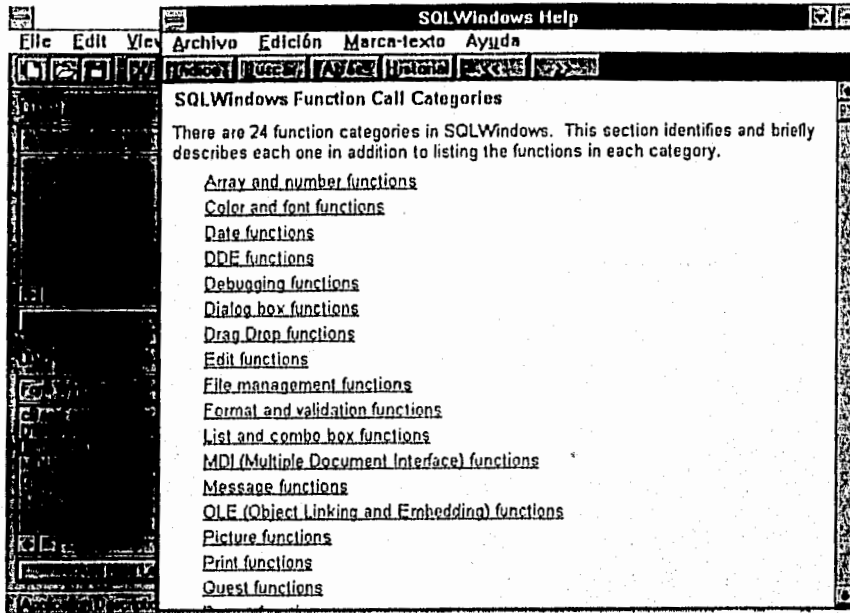 SQLWindows Help
File Edit View
Archivo Edición Marca-texto Ayuda
Índice Buscar Atrás Historial
SQLWindows Function Call Categories
There are 24 function categories in SQLWindows. This section identifies and briefly
describes each one in addition to listing the functions in each category.
Array and number functions
Color and font functions
Date functions
DDE functions
Debugging functions
Dialog box functions
Drag Drop functions
Edit functions
File management functions
Format and validation functions
List and combo box functions
MDI (Multiple Document Interface) functions
Message functions
OLE (Object Linking and Embedding) functions
Picture functions
Print functions
Quest functions